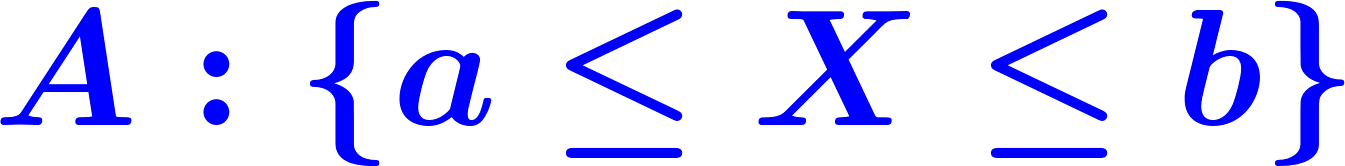 A : {a ≤ X ≤ b}